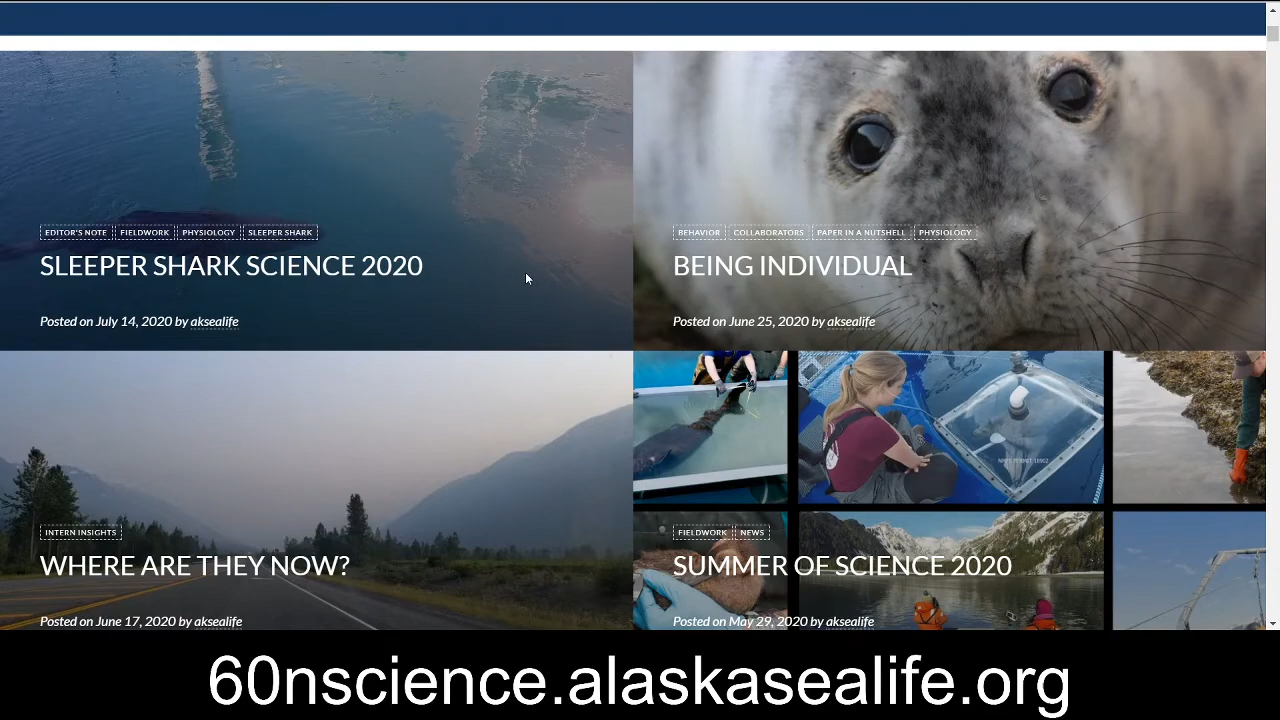 EDITOR'S NOTE FIELDWORK PHYSIOLOGY SLEEPER SHARK
SLEEPER SHARK SCIENCE 2020
Posted on July 14, 2020 by aksealife
BEHAVIOR COLLABORATORS PAPER IN A NUTSHELL PHYSIOLOGY
BEING INDIVIDUAL
Posted on June 25, 2020 by aksealife
INTERN INSIGHTS
WHERE ARE THEY NOW?
Posted on June 17, 2020 by aksealife
NMFS PERMIT 18902
FIELDWORK NEWS
SUMMER OF SCIENCE 2020
Posted on May 29, 2020 by aksealife
60nscience.alaskasealife.org